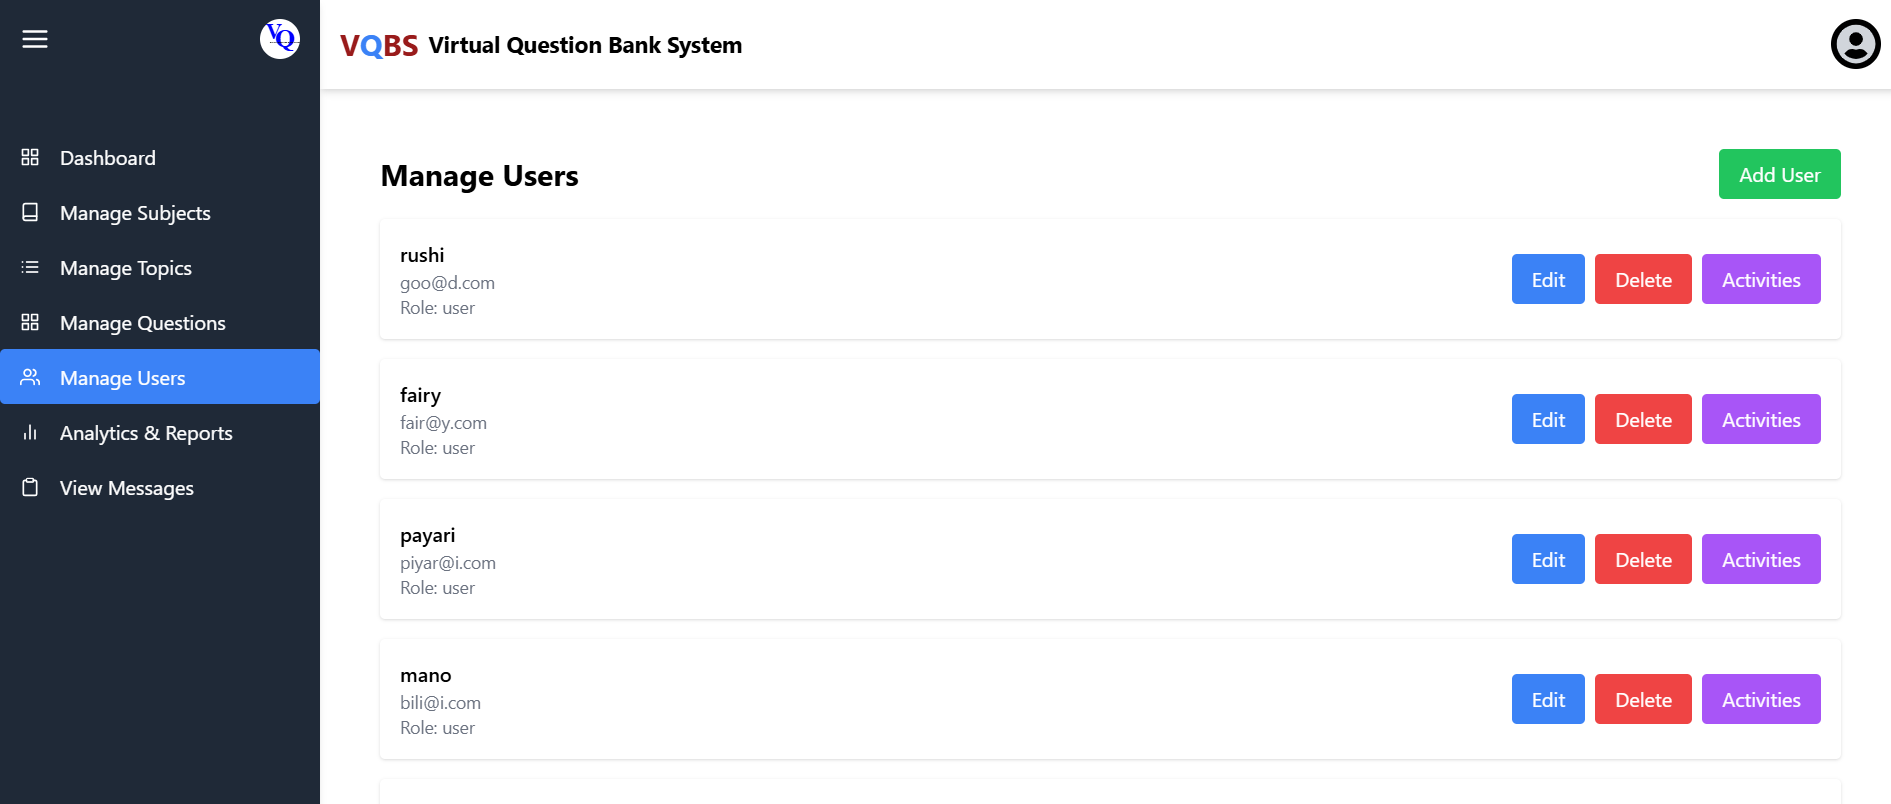 VQ
VQBS Virtual Question Bank System
Dashboard
Manage Subjects
Manage Topics
Manage Questions
Manage Users
Analytics & Reports
View Messages
Manage Users
Add User
rushi
goo@d.com
Role: user
Edit Delete Activities
fairy
fair@y.com
Role: user
Edit Delete Activities
payari
piyar@i.com
Role: user
Edit Delete Activities
mano
bili@i.com
Role: user
Edit Delete Activities